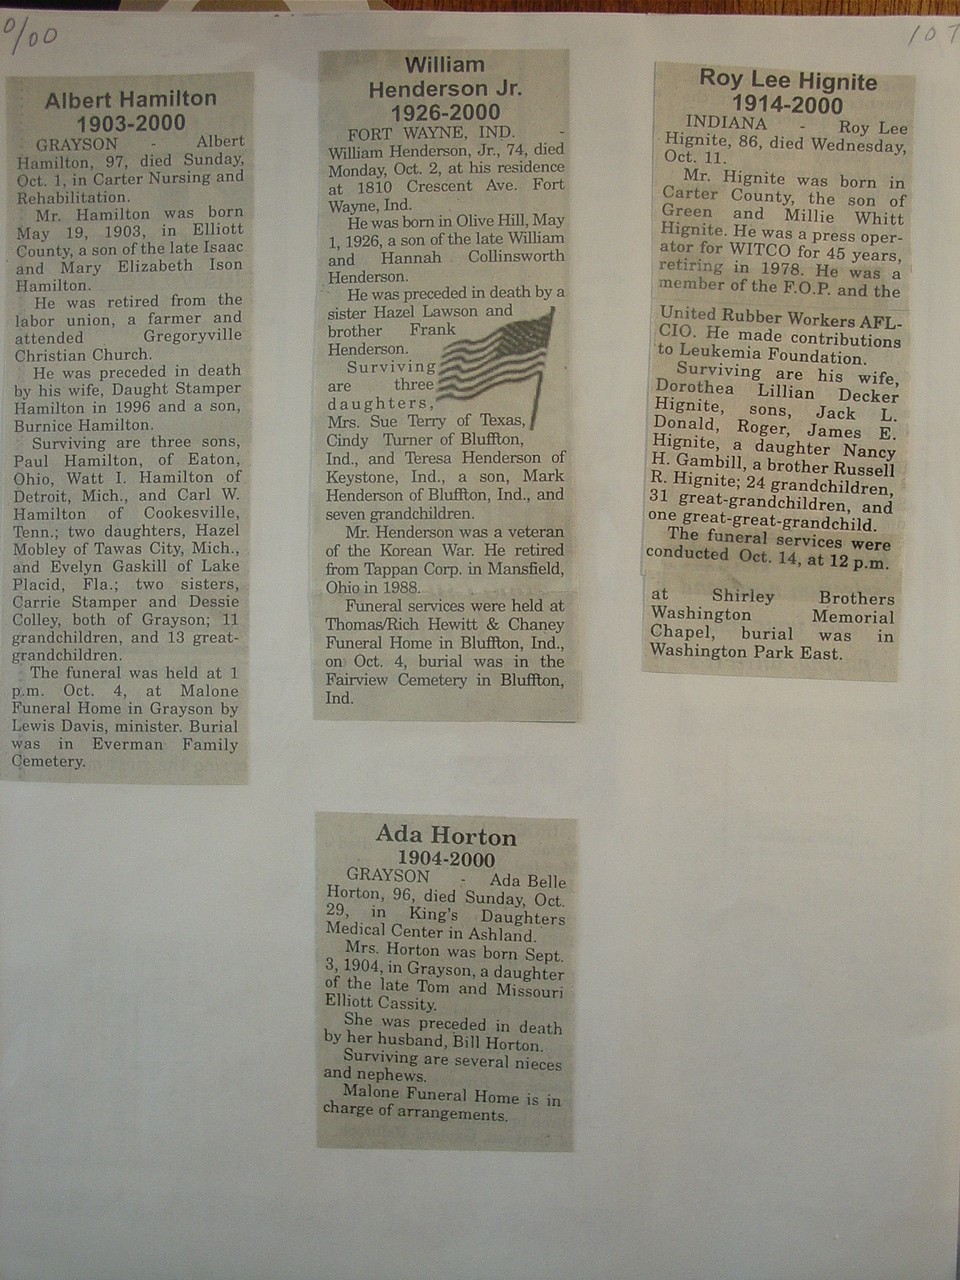 0/00
107
Albert Hamilton
1903-2000
GRAYSON - Albert
Hamilton, 97, died Sunday,
Oct. 1, in Carter Nursing and
Rehabilitation.
Mr. Hamilton was born
May 19, 1903, in Elliott
County, a son of the late Isaac
and Mary Elizabeth Ison
Hamilton.
He was retired from the
labor union, a farmer and
attended Gregoryville
Christian Church.
He was preceded in death
by his wife, Daught Stamper
Hamilton in 1996 and a son,
Burnice Hamilton.
Surviving are three sons,
Paul Hamilton, of Eaton,
Ohio, Watt I. Hamilton of
Detroit, Mich., and Carl W.
Hamilton of Cookesville,
Tenn.; two daughters, Hazel
Mobley of Tawas City, Mich.,
and Evelyn Gaskill of Lake
Placid, Fla.; two sisters,
Carrie Stamper and Dessie
Colley, both of Grayson; 11
grandchildren, and 13 great-
grandchildren.
The funeral was held at 1
p.m. Oct. 4, at Malone
Funeral Home in Grayson by
Lewis Davis, minister. Burial
was in Everman Family
Cemetery.
William
Henderson Jr.
1926-2000
FORT WAYNE, IND. -
William Henderson, Jr., 74, died
Monday, Oct. 2, at his residence
at 1810 Crescent Ave. Fort
Wayne, Ind.
He was born in Olive Hill, May
1, 1926, a son of the late William
and Hannah Collinsworth
Henderson.
He was preceded in death by a
sister Hazel Lawson and
brother Frank
Henderson.
Surviving
are three
daughters,
Mrs. Sue Terry of Texas,
Cindy Turner of Bluffton,
Ind., and Teresa Henderson of
Keystone, Ind., a son, Mark
Henderson of Bluffton, Ind., and
seven grandchildren.
Mr. Henderson was a veteran
of the Korean War. He retired
from Tappan Corp. in Mansfield,
Ohio in 1988.
Funeral services were held at
Thomas/Rich Hewitt & Chaney
Funeral Home in Bluffton, Ind.,
on Oct. 4, burial was in the
Fairview Cemetery in Bluffton,
Ind.
Roy Lee Hignite
1914-2000
INDIANA - Roy Lee
Hignite, 86, died Wednesday,
Oct. 11.
Mr. Hignite was born in
Carter County, the son of
Green and Millie Whitt
Hignite. He was a press oper-
ator for WITCO for 45 years,
retiring in 1978. He was a
member of the F.O.P. and the
United Rubber Workers AFL-
CIO. He made contributions
to Leukemia Foundation.
Surviving are his wife,
Dorothea Lillian Decker
Hignite, sons, Jack L.
Donald, Roger, James E.
Hignite, a daughter Nancy
H. Gambill, a brother Russell
R. Hignite; 24 grandchildren,
31 great-grandchildren, and
one great-great-grandchild.
The funeral services were
conducted Oct. 14, at 12 p.m.
at Shirley Brothers
Washington Memorial
Chapel, burial was in
Washington Park East.
Ada Horton
1904-2000
GRAYSON - Ada Belle
Horton, 96, died Sunday, Oct.
29, in King's Daughters
Medical Center in Ashland.
Mrs. Horton was born Sept.
3, 1904, in Grayson, a daughter
of the late Tom and Missouri
Elliott Cassity.
She was preceded in death
by her husband, Bill Horton.
Surviving are several nieces
and nephews.
Malone Funeral Home is in
charge of arrangements.